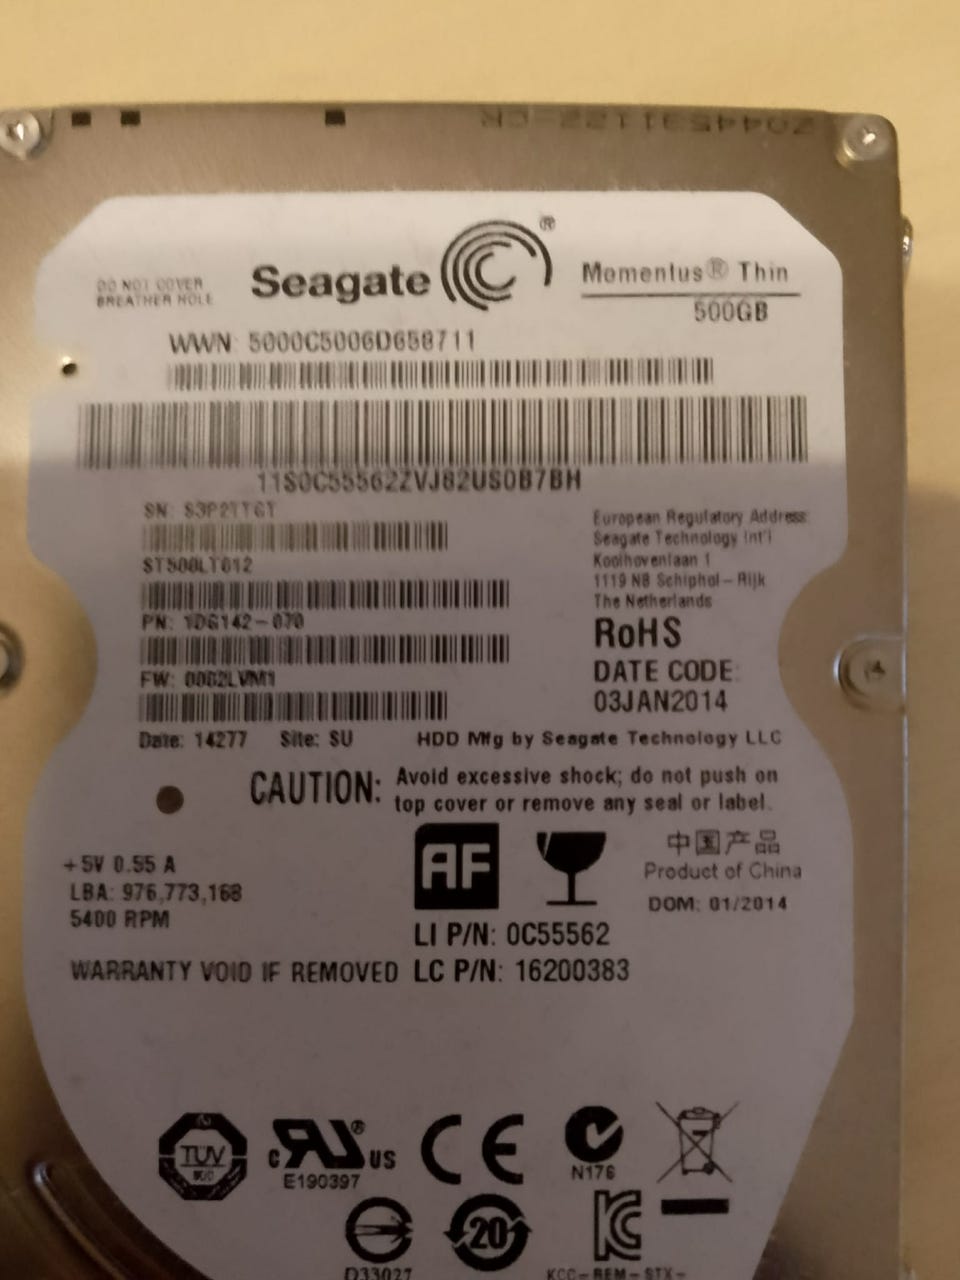 DO NOT COVER
BREATHER HOLE
Seagate®
Momentus® Thin
500GB
WWN: 5000C5006D658711
11S0C55562ZVJ82US0B7BH
SN:
ST500LT012
PN: 1DG142-070
FW: 0002LVM1
Date: 14277 Site: SU
HDD Mfg by Seagate Technology LLC
European Regulatory Address:
Seagate Technology Int'l
Koolhovenlaan 1
1119 NB Schiphol-Rijk
The Netherlands
RoHS
DATE CODE:
03JAN2014
CAUTION: Avoid excessive shock; do not push on
top cover or remove any seal or label.
+5V 0.55 A
LBA: 976,773,168
5400 RPM
AF
中国产品
Product of China
DOM: 01/2014
LI P/N: 0C55562
WARRANTY VOID IF REMOVED
LC P/N: 16200383
TUV
c RU® US
E190397
CE
N176
20
KC
D33027
KCC-REM-STX-